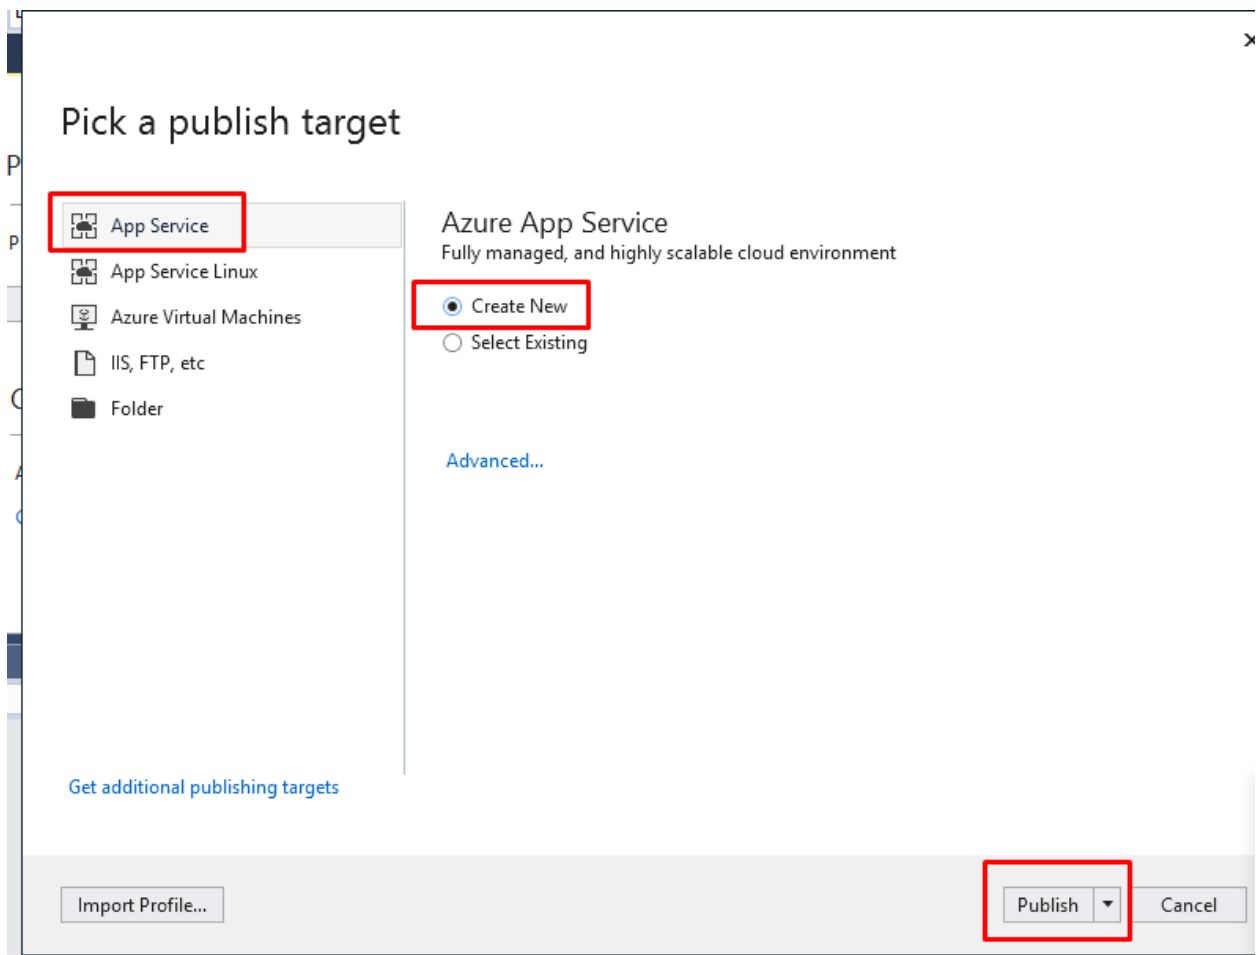 Pick a publish target
App Service
App Service Linux
Azure Virtual Machines
IIS, FTP, etc
Folder
Get additional publishing targets
Azure App Service
Fully managed, and highly scalable cloud environment
Create New
Select Existing
Advanced...
Import Profile...
Publish
Cancel